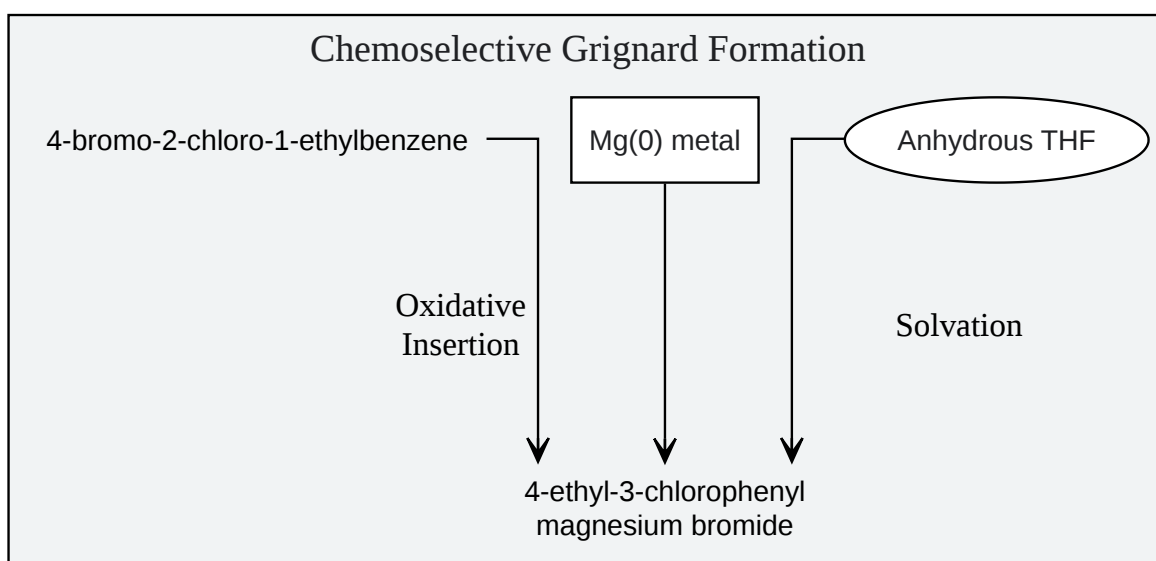 Chemoselective Grignard Formation
4-bromo-2-chloro-1-ethylbenzene
Mg(0) metal
Anhydrous THF
Oxidative
Insertion
Solvation
4-ethyl-3-chlorophenyl
magnesium bromide